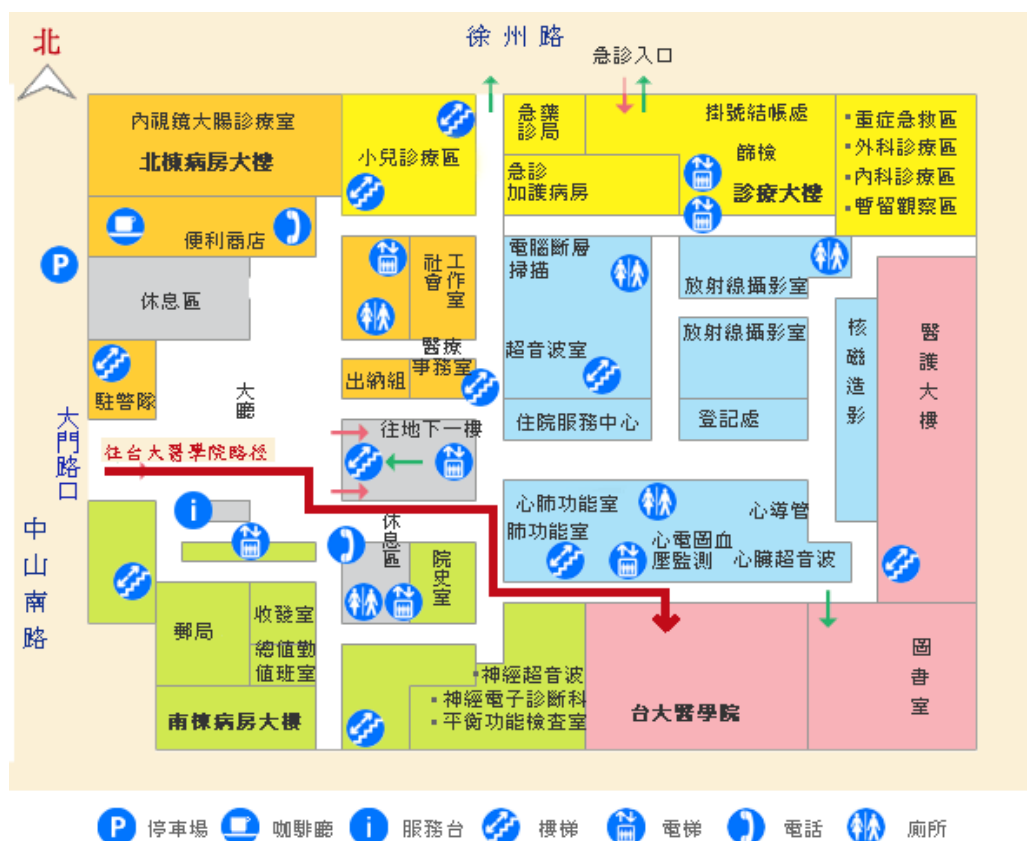 徐州路
北
急診入口
內視鏡大腸診療室
北棟病房大樓
小兒診療區
急診藥局
掛號結帳處
篩檢
診療大樓
急診
加護病房
▪重症急救區
▪外科診療區
▪內科診療區
▪暫留觀察區
便利商店
P
休息區
社會工作室
電腦斷層
掃描
放射線攝影室
超音波室
放射線攝影室
核磁造影
醫護大樓
駐警隊
大廳
出納組
醫療
事務室
住院服務中心
登記處
大門路口
往台大醫學院路徑
往地下一樓
中山南路
i
休息區
院史室
心肺功能室
肺功能室
心電圖血
壓監測
心導管
心臟超音波
郵局
收發室
總值勤
值班室
南棟病房大樓
▪神經超音波
▪神經電子診斷科
▪平衡功能檢查室
台大醫學院
圖書室
P 停車場
咖啡廳
i 服務台
樓梯
電梯
電話
廁所